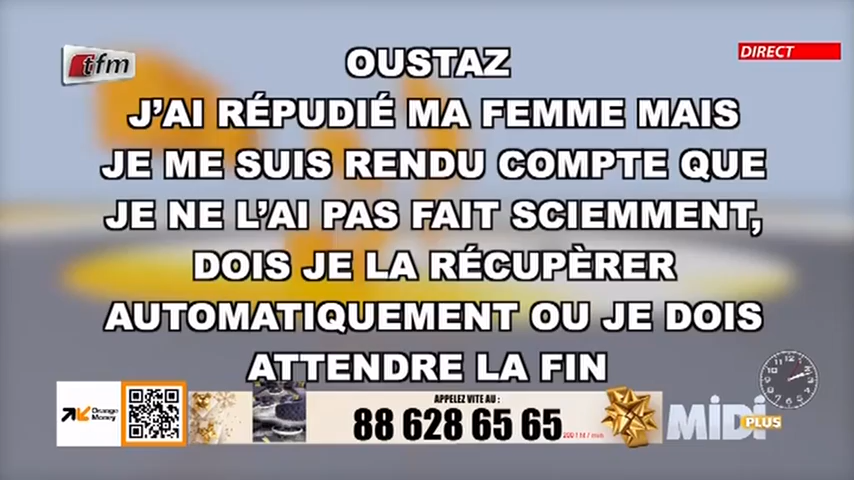 tfm
DIRECT
OUSTAZ
J'AI RÉPUDIÉ MA FEMME MAIS
JE ME SUIS RENDU COMPTE QUE
JE NE L'AI PAS FAIT SCIEMMENT,
DOIS JE LA RÉCUPÈRER
AUTOMATIQUEMENT OU JE DOIS
ATTENDRE LA FIN
Orange
Money
APPELEZ VITE AU :
88 628 65 65
MiDi
PLUS